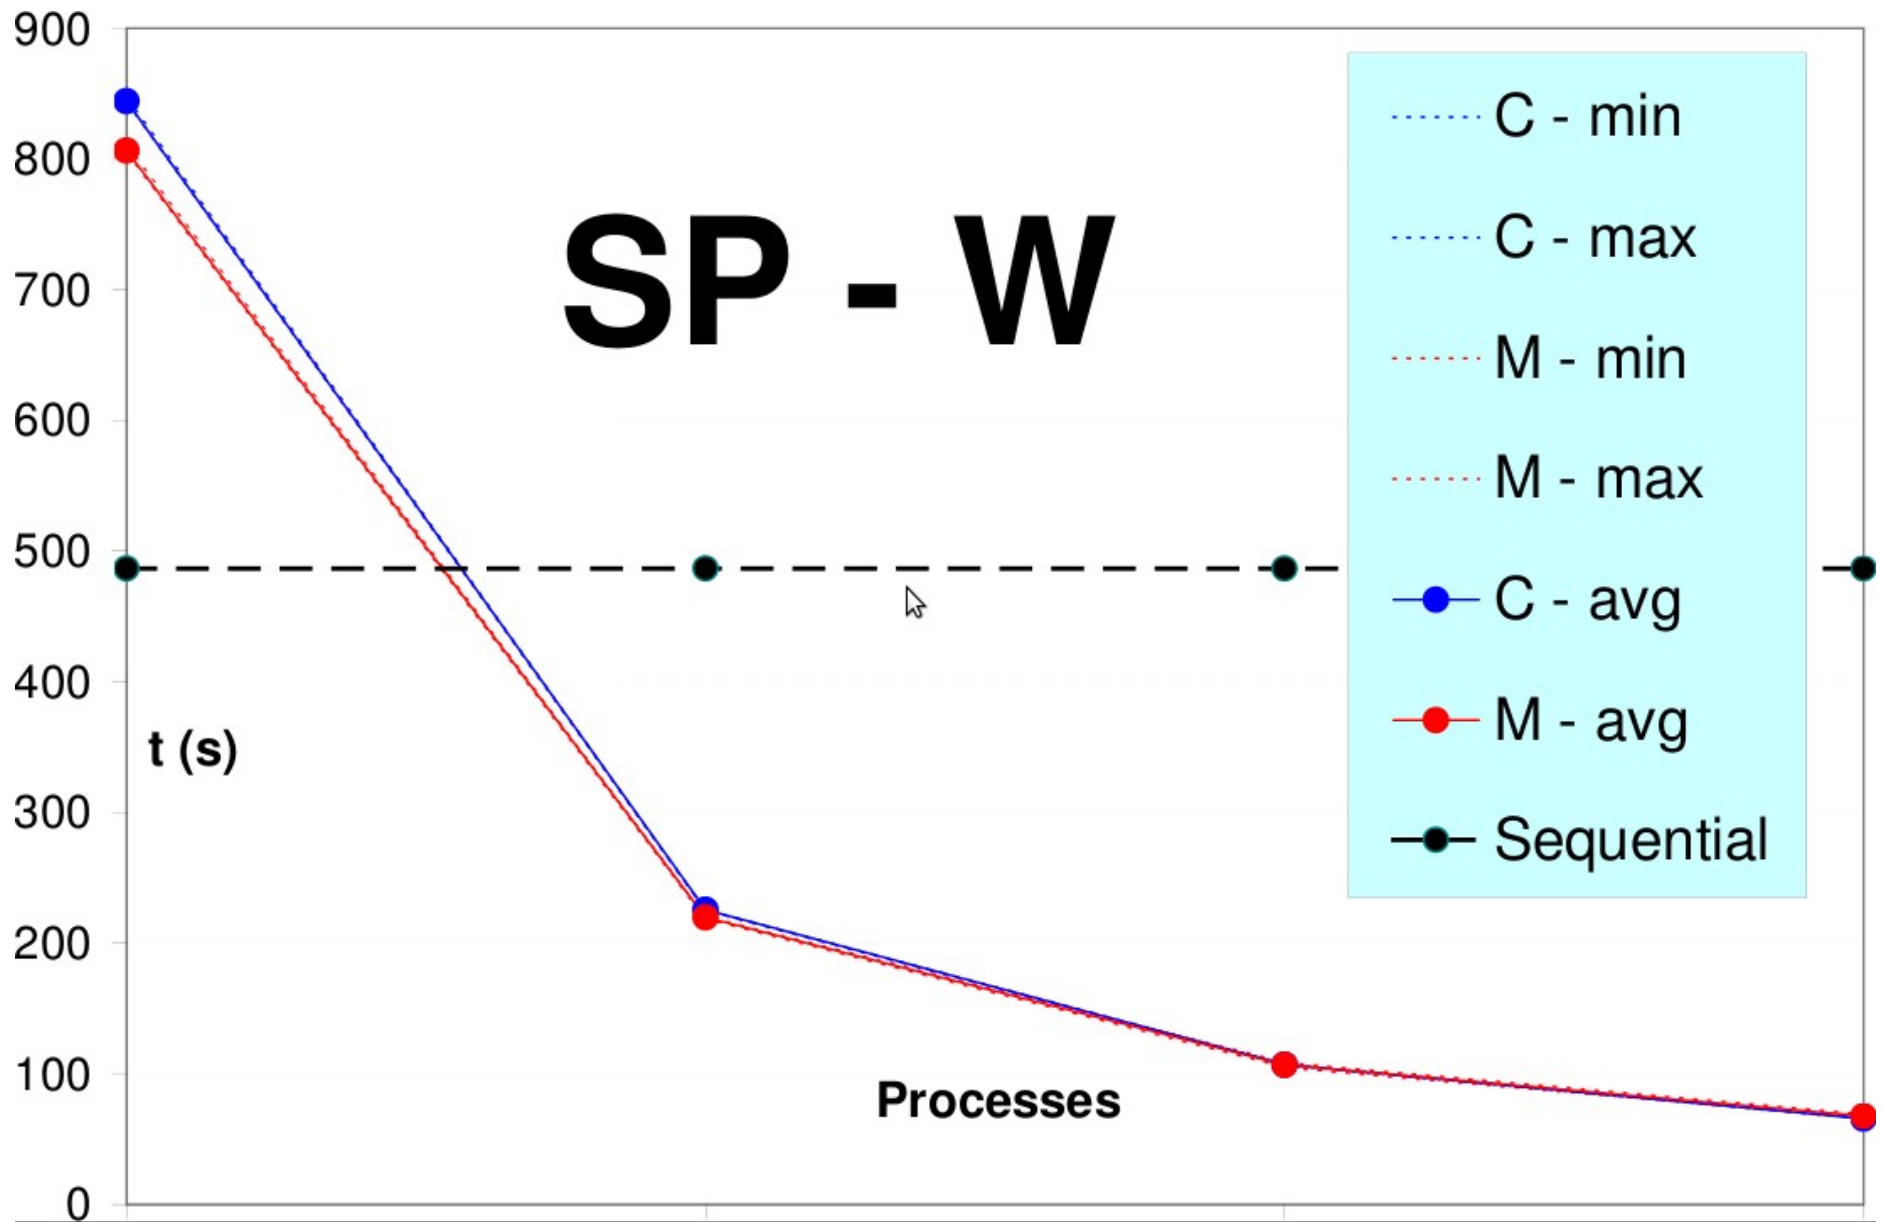 900
800
700
600
500
400
300
200
100
0
SP - W
t (s)
Processes
C - min
C - max
M - min
M - max
C - avg
M - avg
Sequential